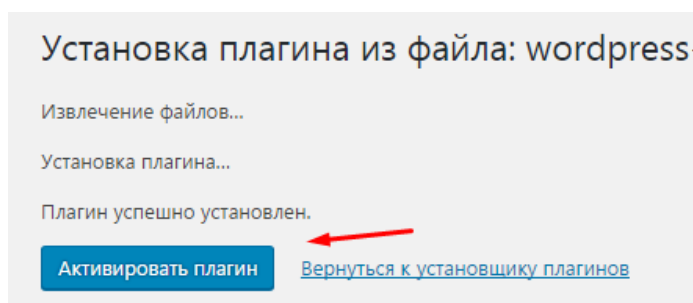 Установка плагина из файла: wordpress-
Извлечение файлов...
Установка плагина...
Плагин успешно установлен.
Активировать плагин Вернуться к установщику плагинов